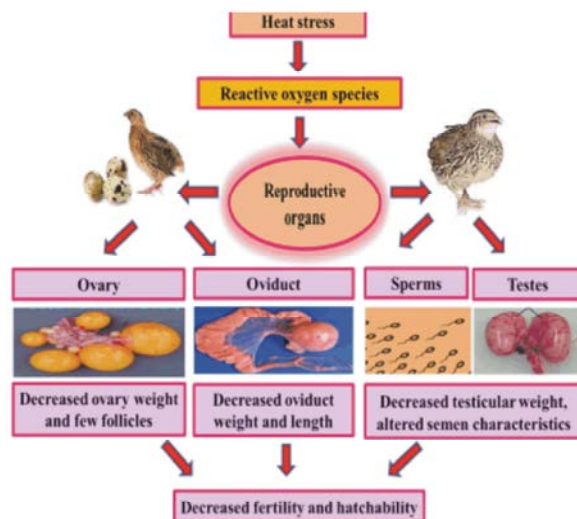 Heat stress
Reactive oxygen species
Reproductive
organs
Ovary
Oviduct
Sperms
Testes
Decreased ovary weight
and few follicles
Decreased oviduct
weight and length
Decreased testicular weight,
altered semen characteristics
Decreased fertility and hatchability